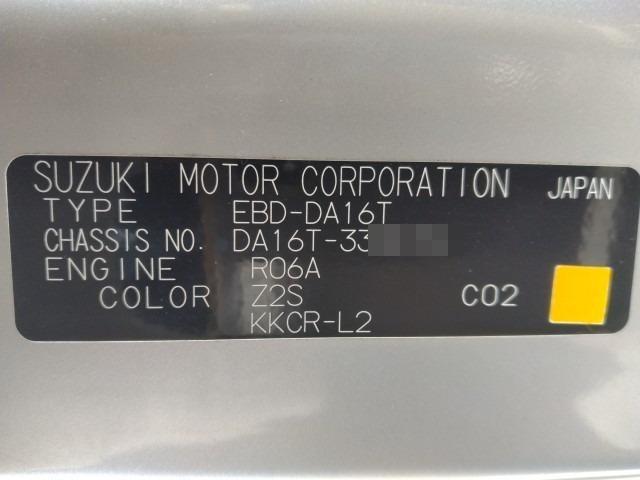 SUZUKI MOTOR CORPORATION JAPAN
TYPE EBD-DA16T
CHASSIS NO. DA16T-33
ENGINE R06A
COLOR Z2S C02
KKCR-L2